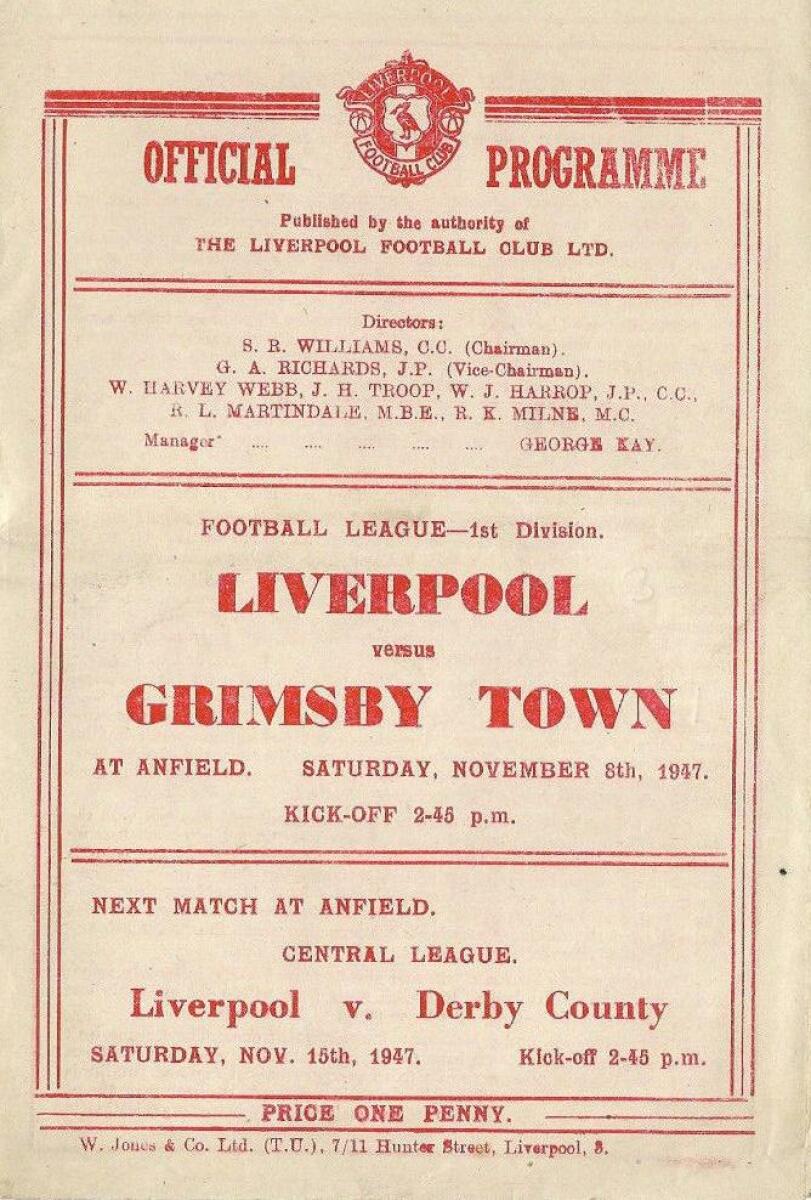 LIVERPOOL
FOOTBALL CLUB
OFFICIAL PROGRAMME
Published by the authority of
THE LIVERPOOL FOOTBALL CLUB LTD.
Directors:
S. R. WILLIAMS, C.C. (Chairman).
G. A. RICHARDS, J.P. (Vice-Chairman).
W. HARVEY WEBB, J. H. TROOP, W. J. HARROP, J.P., C.C.,
R. L. MARTINDALE, M.B.E., R. K. MILNE, M.C.
Manager .... .... .... .... .... GEORGE KAY.
FOOTBALL LEAGUE—1st Division.
LIVERPOOL
versus
GRIMSBY TOWN
AT ANFIELD. SATURDAY, NOVEMBER 8th, 1947.
KICK-OFF 2-45 p.m.
NEXT MATCH AT ANFIELD.
CENTRAL LEAGUE.
Liverpool v. Derby County
SATURDAY, NOV. 15th, 1947. Kick-off 2-45 p.m.
PRICE ONE PENNY.
W. Jones & Co. Ltd. (T.U.), 7/11 Hunter Street, Liverpool, 3.